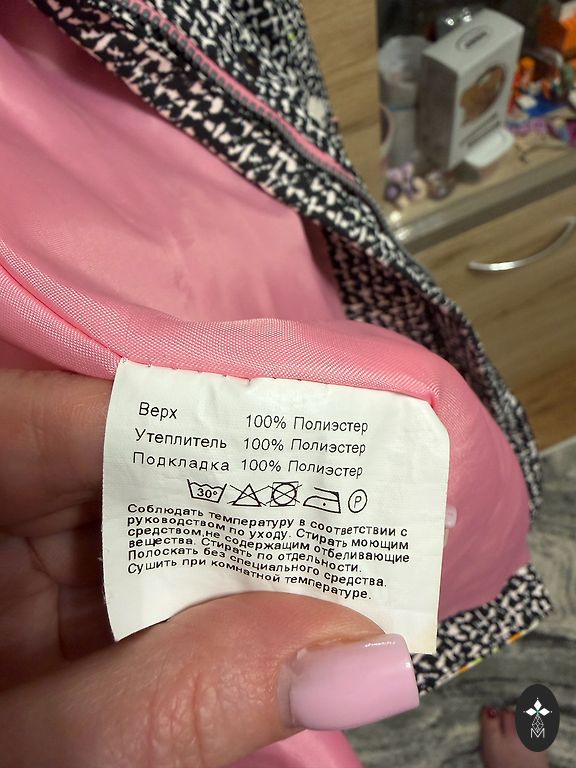 Верх 100% Полиэстер
Утеплитель 100% Полиэстер
Подкладка 100% Полиэстер
30° P
Соблюдать температуру в соответствии с
руководством по уходу. Стирать моющим
средством,не содержащим отбеливающие
вещества. Стирать по отдельности.
Полоскать без специального средства.
Сушить при комнатной температуре.
M